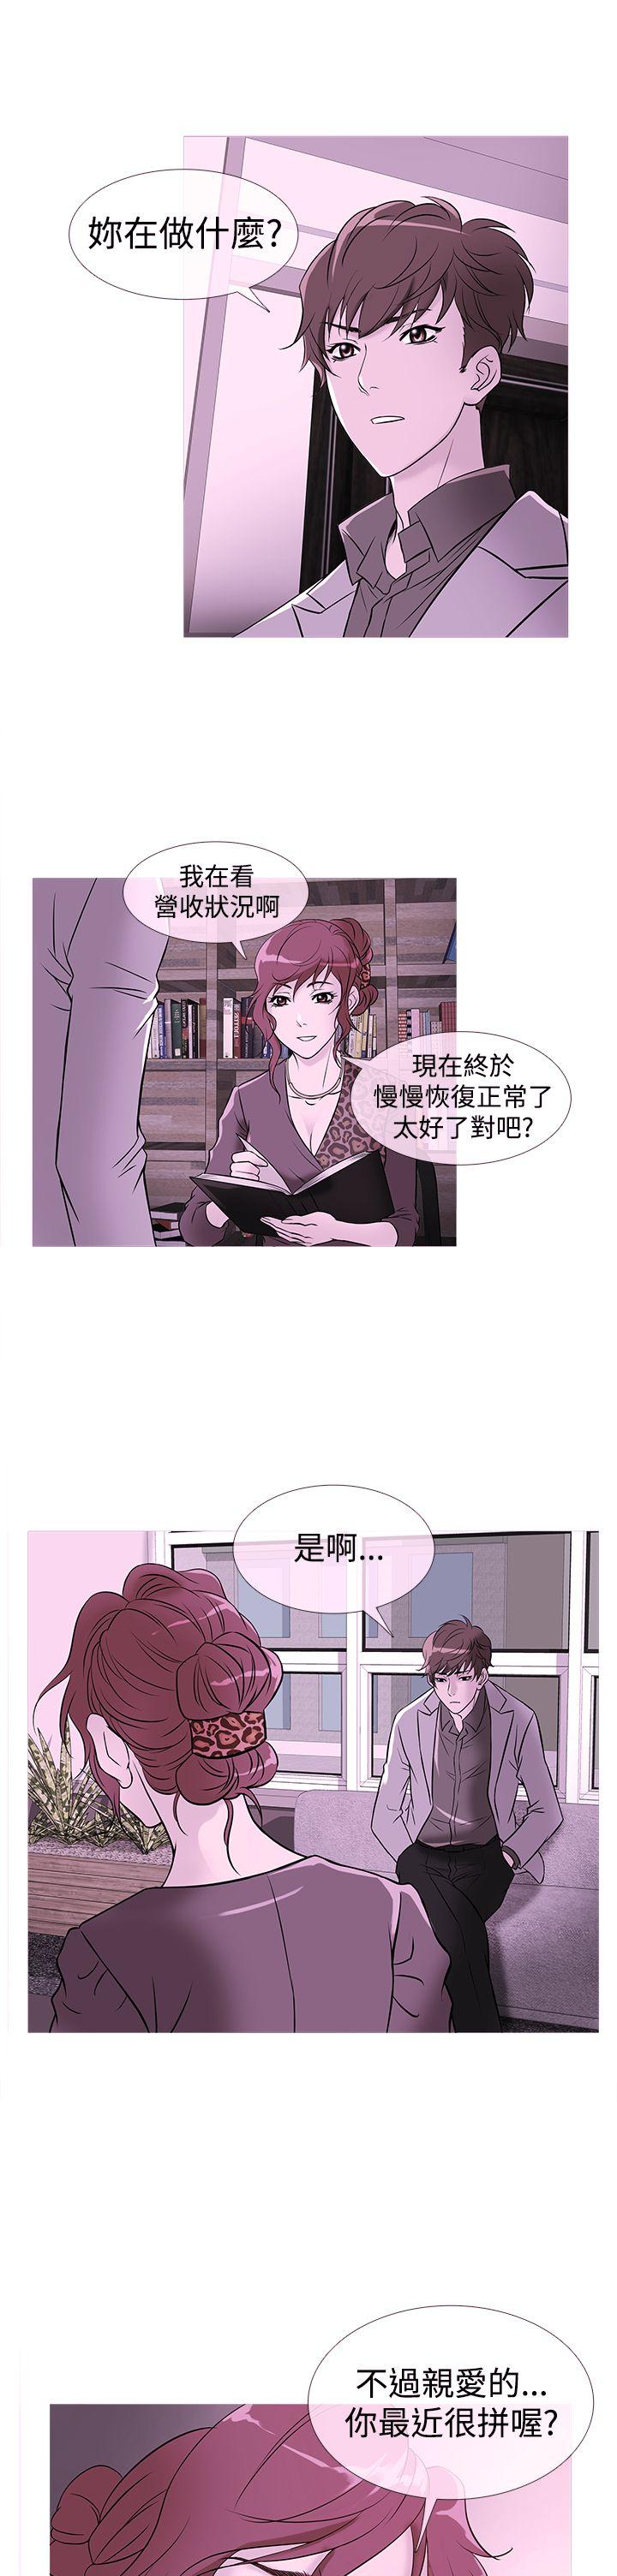 妳在做什麼?
我在看
營收狀況啊
現在終於
慢慢恢復正常了
太好了對吧?
是啊...
不過親愛的...
你最近很拼喔?